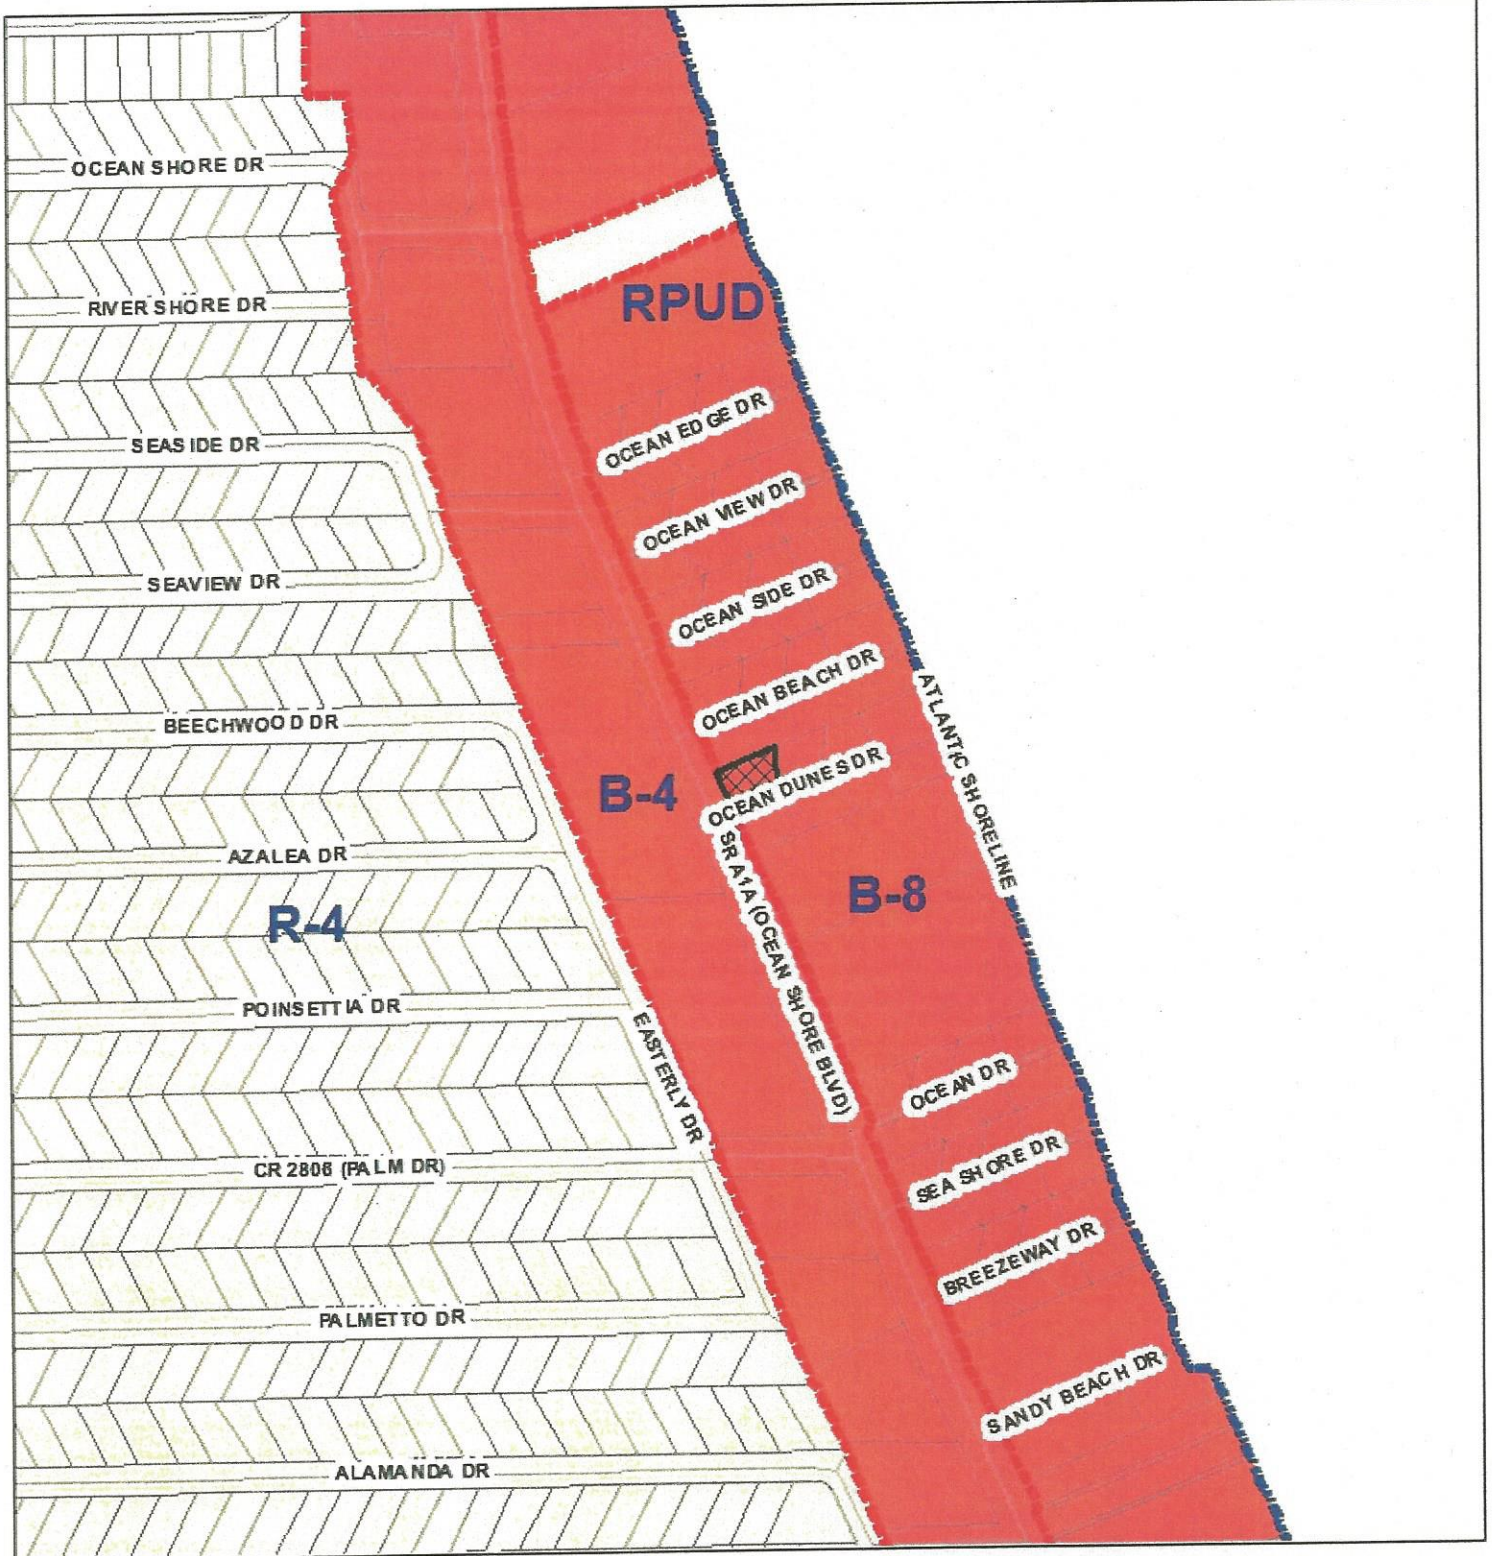 OCEAN SHORE DR
RIVER SHORE DR
RPUD
OCEAN EDGE DR
SEASIDE DR
OCEAN VIEW DR
SEAVIEW DR
OCEAN SIDE DR
OCEAN BEACH DR
BEECHWOOD DR
ATLANTIC SHORELINE
B-4
OCEAN DUNES DR
AZALEA DR
SR A1A (OCEAN SHORE BLVD)
B-8
R-4
POINSETTIA DR
EASTERLY DR
OCEAN DR
CR 2806 (PALM DR)
SEA SHORE DR
BREEZEWAY DR
PALMETTO DR
SANDY BEACH DR
ALAMANDA DR